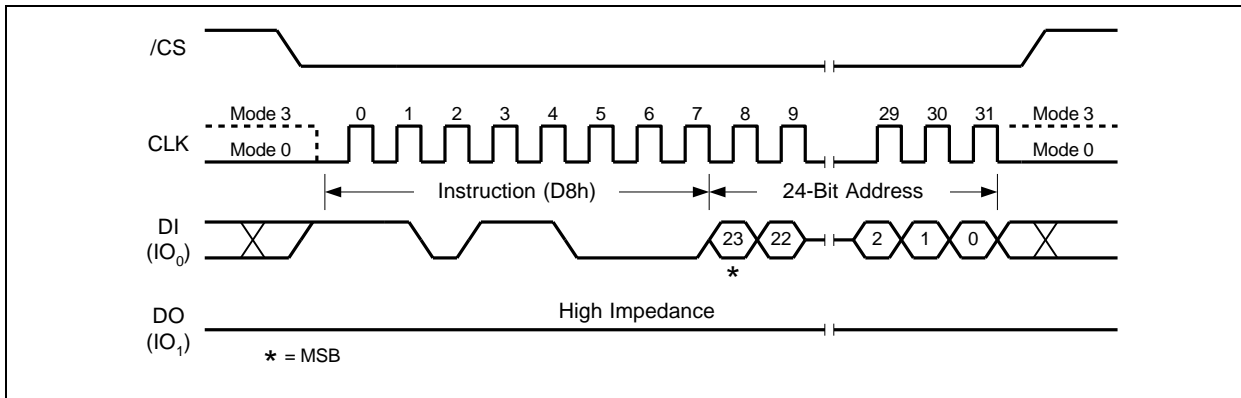 /CS
Mode 3 0 1 2 3 4 5 6 7 8 9 29 30 31 Mode 3
CLK
Mode 0 Mode 0
Instruction (D8h) 24-Bit Address
DI
(IO0)
23 22 2 1 0
*
High Impedance
DO
(IO1)
* = MSB